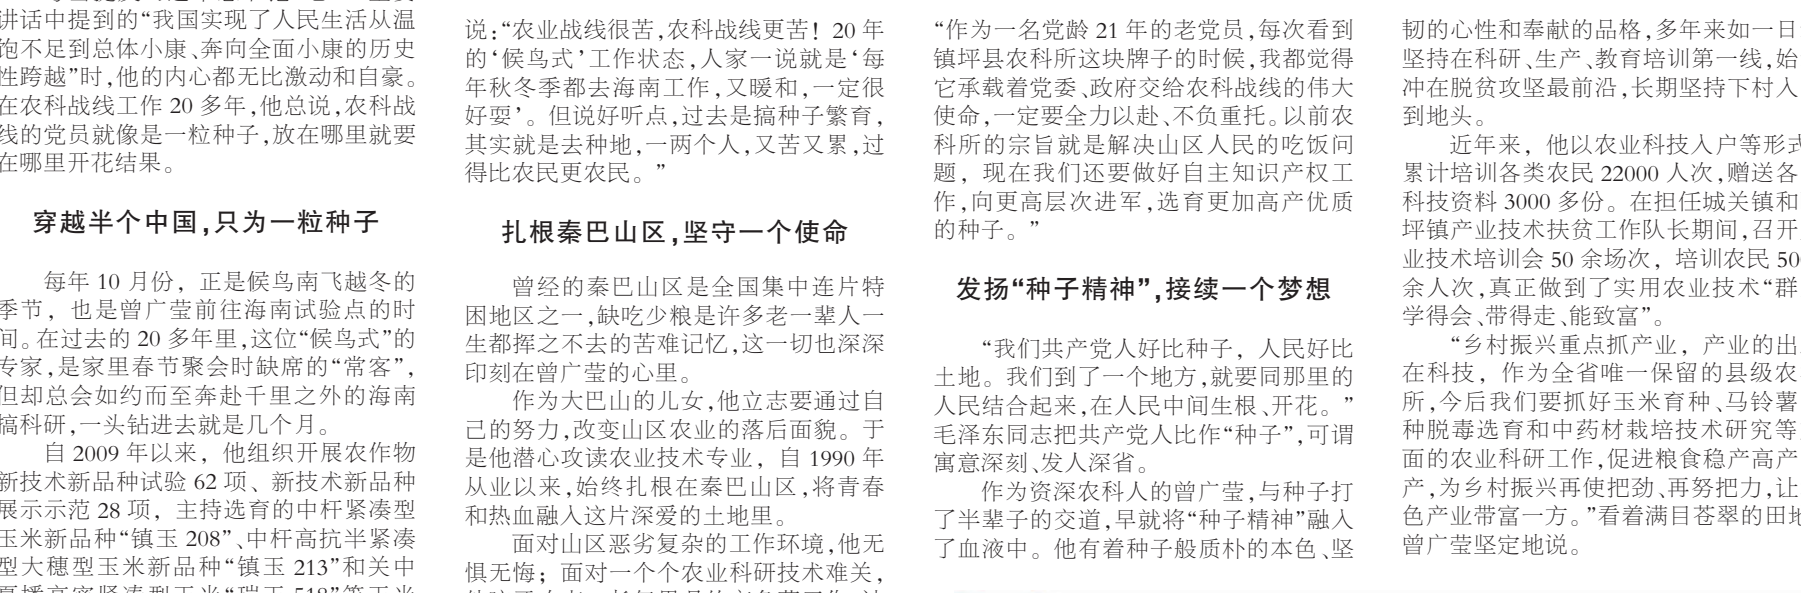 讲话中提到的“我国实现了人民生活从温
饱不足到总体小康、奔向全面小康的历史
性跨越”时,他的内心都无比激动和自豪。
在农科战线工作 20 多年,他总说,农科战
线的党员就像是一粒种子,放在哪里就要
在哪里开花结果。
穿越半个中国,只为一粒种子
每年 10 月份，正是候鸟南飞越冬的
季节，也是曾广莹前往海南试验点的时
间。在过去的 20 多年里,这位“候鸟式”的
专家,是家里春节聚会时缺席的“常客”,
但却总会如约而至奔赴千里之外的海南
搞科研,一头钻进去就是几个月。
自 2009 年以来，他组织开展农作物
新技术新品种试验 62 项、新技术新品种
展示示范 28 项，主持选育的中杆紧凑型
玉米新品种“镇玉 208”、中杆高抗半紧凑
型大穗型玉米新品种“镇玉 213”和关中
说:“农业战线很苦,农科战线更苦！20 年
的‘候鸟式’工作状态,人家一说就是‘每
年秋冬季都去海南工作,又暖和,一定很
好耍’。但说好听点,过去是搞种子繁育,
其实就是去种地,一两个人,又苦又累,过
得比农民更农民。”
扎根秦巴山区,坚守一个使命
曾经的秦巴山区是全国集中连片特
困地区之一,缺吃少粮是许多老一辈人一
生都挥之不去的苦难记忆,这一切也深深
印刻在曾广莹的心里。
作为大巴山的儿女,他立志要通过自
己的努力,改变山区农业的落后面貌。于
是他潜心攻读农业技术专业，自 1990 年
从业以来,始终扎根在秦巴山区,将青春
和热血融入这片深爱的土地里。
面对山区恶劣复杂的工作环境,他无
惧无悔；面对一个个农业科研技术难关,
“作为一名党龄 21 年的老党员,每次看到
镇坪县农科所这块牌子的时候,我都觉得
它承载着党委、政府交给农科战线的伟大
使命,一定要全力以赴、不负重托。以前农
科所的宗旨就是解决山区人民的吃饭问
题，现在我们还要做好自主知识产权工
作,向更高层次进军,选育更加高产优质
的种子。”
发扬“种子精神”,接续一个梦想
“我们共产党人好比种子，人民好比
土地。我们到了一个地方,就要同那里的
人民结合起来,在人民中间生根、开花。”
毛泽东同志把共产党人比作“种子”,可谓
寓意深刻、发人深省。
作为资深农科人的曾广莹,与种子打
了半辈子的交道,早就将“种子精神”融入
了血液中。他有着种子般质朴的本色、坚
韧的心性和奉献的品格,多年来如一日
坚持在科研、生产、教育培训第一线,始
冲在脱贫攻坚最前沿,长期坚持下村入
到地头。
近年来，他以农业科技入户等形式
累计培训各类农民 22000 人次,赠送各
科技资料 3000 多份。在担任城关镇和
坪镇产业技术扶贫工作队长期间,召开
业技术培训会 50 余场次，培训农民 500
余人次,真正做到了实用农业技术“群
学得会、带得走、能致富”。
“乡村振兴重点抓产业，产业的出
在科技，作为全省唯一保留的县级农
所,今后我们要抓好玉米育种、马铃薯
种脱毒选育和中药材栽培技术研究等
面的农业科研工作,促进粮食稳产高产
产,为乡村振兴再使把劲、再努把力,让
色产业带富一方。”看着满目苍翠的田地
曾广莹坚定地说。